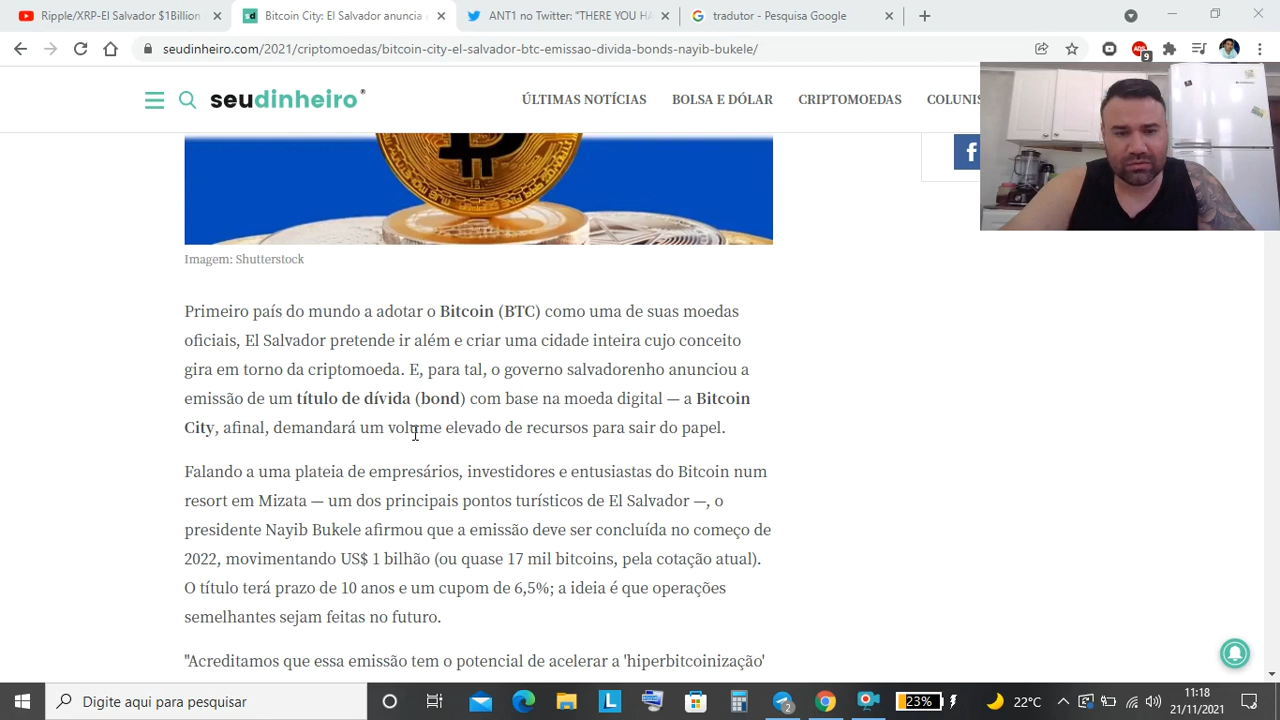 Ripple/XRP-El Salvador $1Billion
Bitcoin City: El Salvador anuncia
ANT1 no Twitter: "THERE YOU HA
tradutor - Pesquisa Google
seudinheiro.com/2021/criptomoedas/bitcoin-city-el-salvador-btc-emissao-divida-bonds-nayib-bukele/
ADS
9
seudinheiro
ÚLTIMAS NOTÍCIAS BOLSA E DÓLAR CRIPTOMOEDAS COLUNIS
Imagem: Shutterstock
Primeiro país do mundo a adotar o Bitcoin (BTC) como uma de suas moedas
oficiais, El Salvador pretende ir além e criar uma cidade inteira cujo conceito
gira em torno da criptomoeda. E, para tal, o governo salvadorenho anunciou a
emissão de um título de dívida (bond) com base na moeda digital — a Bitcoin
City, afinal, demandará um volume elevado de recursos para sair do papel.
Falando a uma plateia de empresários, investidores e entusiastas do Bitcoin num
resort em Mizata — um dos principais pontos turísticos de El Salvador —, o
presidente Nayib Bukele afirmou que a emissão deve ser concluída no começo de
2022, movimentando US$ 1 bilhão (ou quase 17 mil bitcoins, pela cotação atual).
O título terá prazo de 10 anos e um cupom de 6,5%; a ideia é que operações
semelhantes sejam feitas no futuro.
"Acreditamos que essa emissão tem o potencial de acelerar a 'hiperbitcoinização'
Digite aqui para pesquisar
L
2
23%
22°C
11:18
21/11/2021